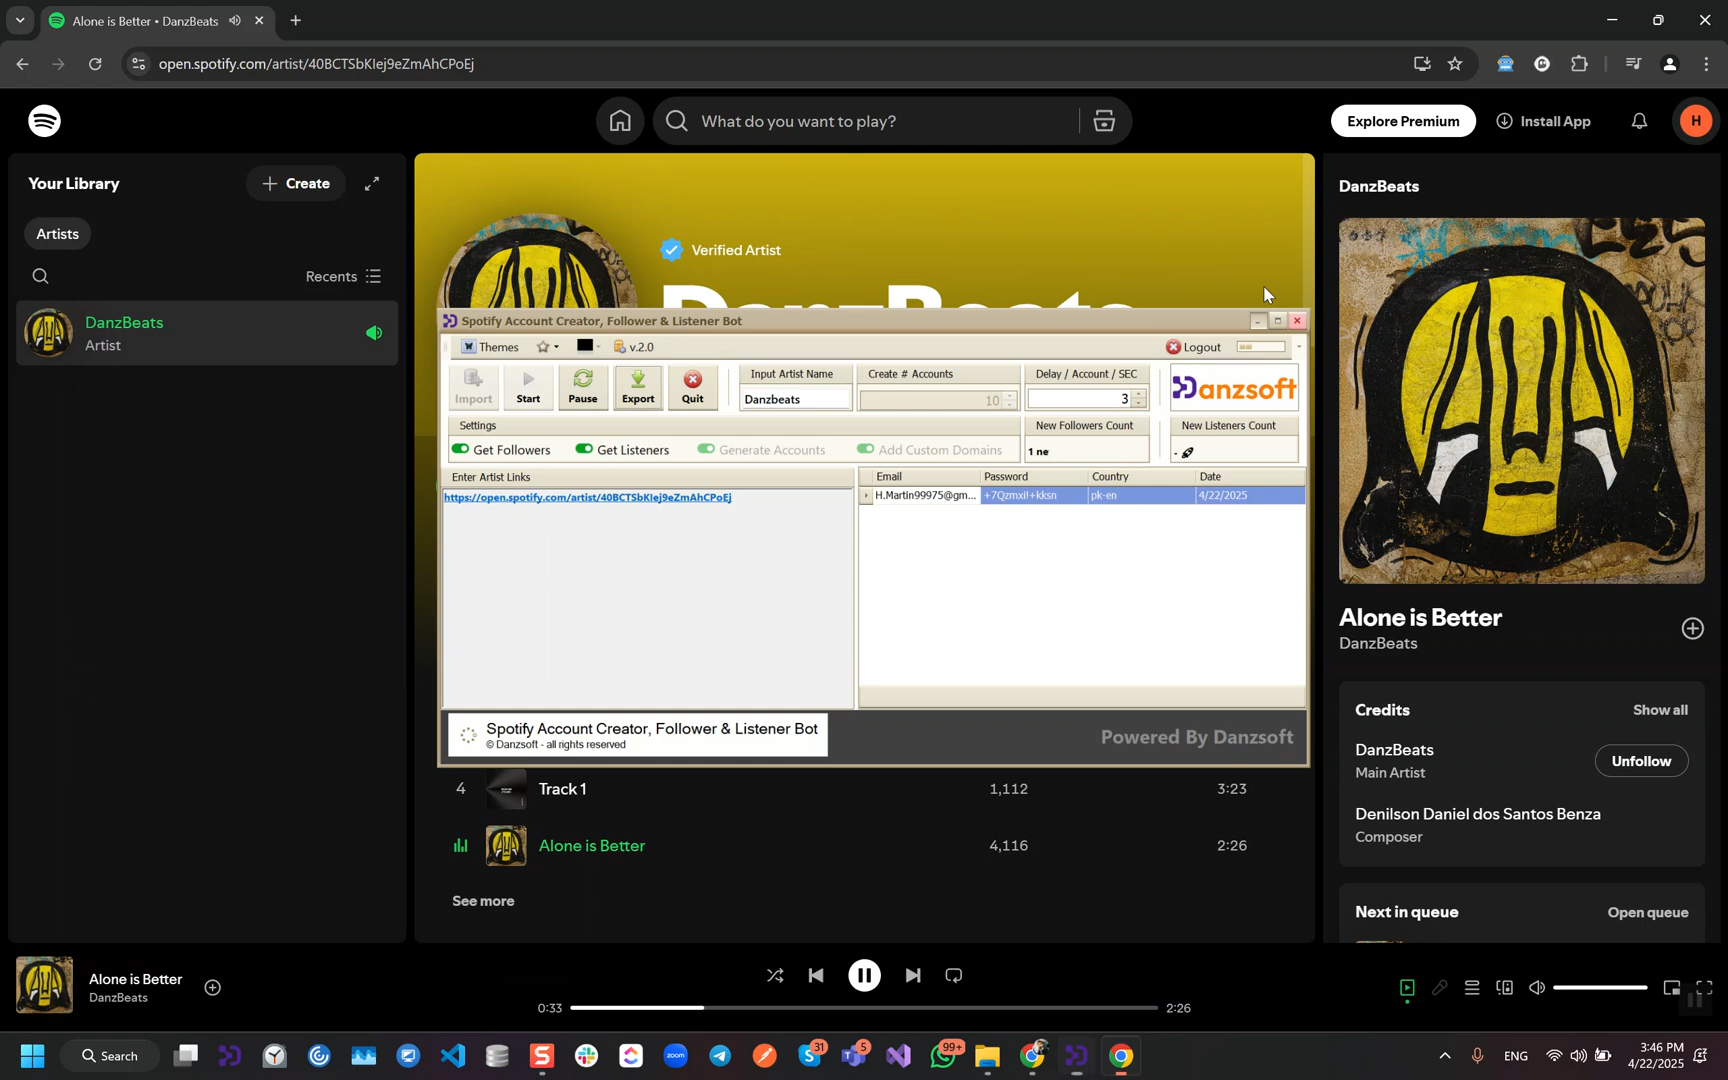 Alone is Better • DanzBeats
open.spotify.com/artist/40BCTSbKlej9eZmAhCPoEj
What do you want to play?
Explore Premium
Install App
H
Your Library
Create
Artists
Recents
DanzBeats
Artist
Verified Artist
DanzBeats
Spotify Account Creator, Follower & Listener Bot
Themes
v.2.0
Logout
Import
Start
Pause
Export
Quit
Input Artist Name
Danzbeats
Create # Accounts
10
Delay / Account / SEC
3
Danzsoft
Settings
Get Followers
Get Listeners
Generate Accounts
Add Custom Domains
New Followers Count
1 ne
New Listeners Count
-
Enter Artist Links
https://open.spotify.com/artist/40BCTSbKlej9eZmAhCPoEj
Email Password Country Date
H.Martin99975@gm... +7Qzmxi!+kksn pk-en 4/22/2025
Spotify Account Creator, Follower & Listener Bot
© Danzsoft - all rights reserved
Powered By Danzsoft
4 Track 1 1,112 3:23
Alone is Better 4,116 2:26
See more
DanzBeats
Alone is Better
DanzBeats
Credits
Show all
DanzBeats
Main Artist
Unfollow
Denilson Daniel dos Santos Benza
Composer
Next in queue
Open queue
Alone is Better
DanzBeats
0:33
2:26
Search
zoom
31
5
99+
ENG
3:46 PM
4/22/2025